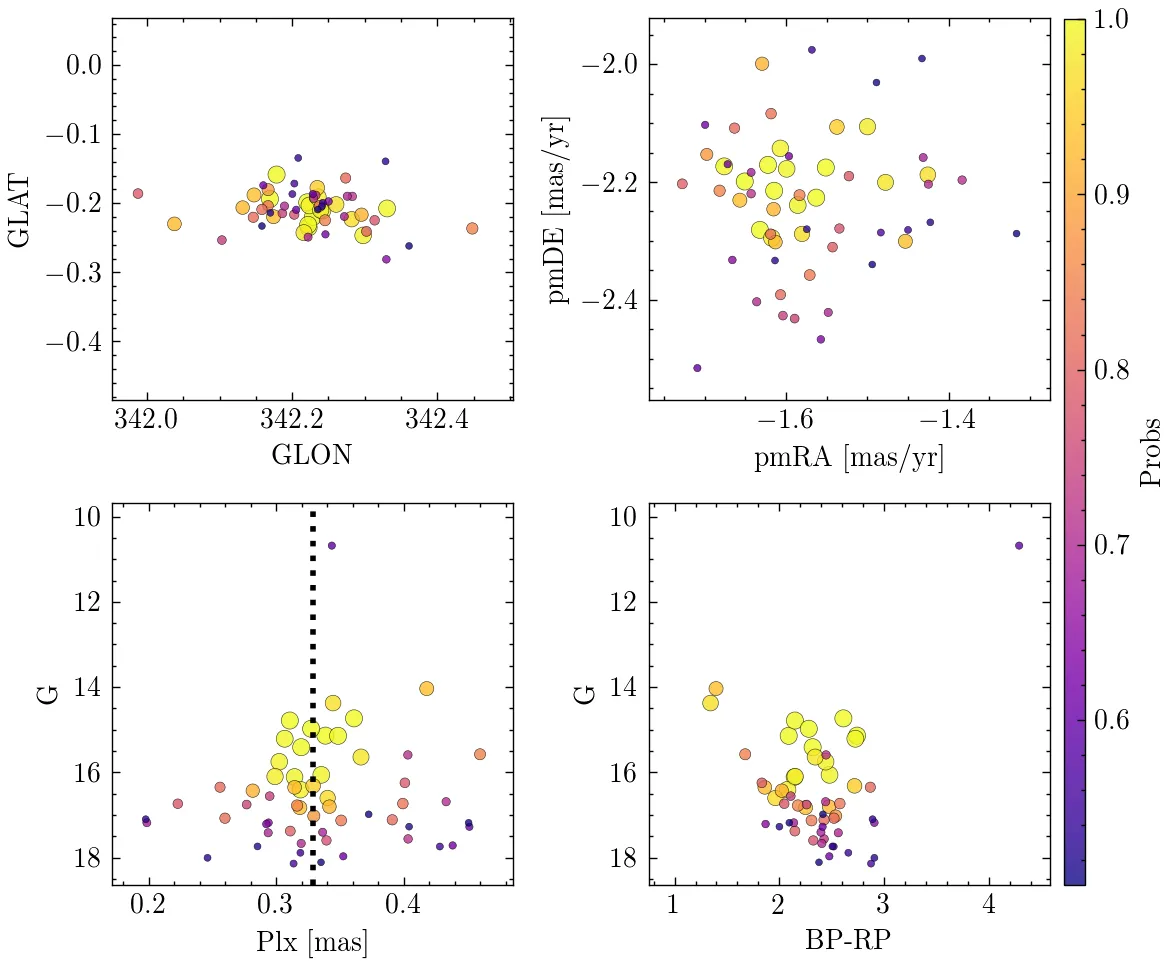 0.0
−0.1
−0.2
−0.3
−0.4
GLAT
342.0 342.2 342.4
GLON
−2.0
−2.2
−2.4
pmDE [mas/yr]
−1.6 −1.4
pmRA [mas/yr]
10
12
14
16
18
G
0.2 0.3 0.4
Plx [mas]
10
12
14
16
18
G
1 2 3 4
BP-RP
1.0
0.9
0.8
0.7
0.6
Probs